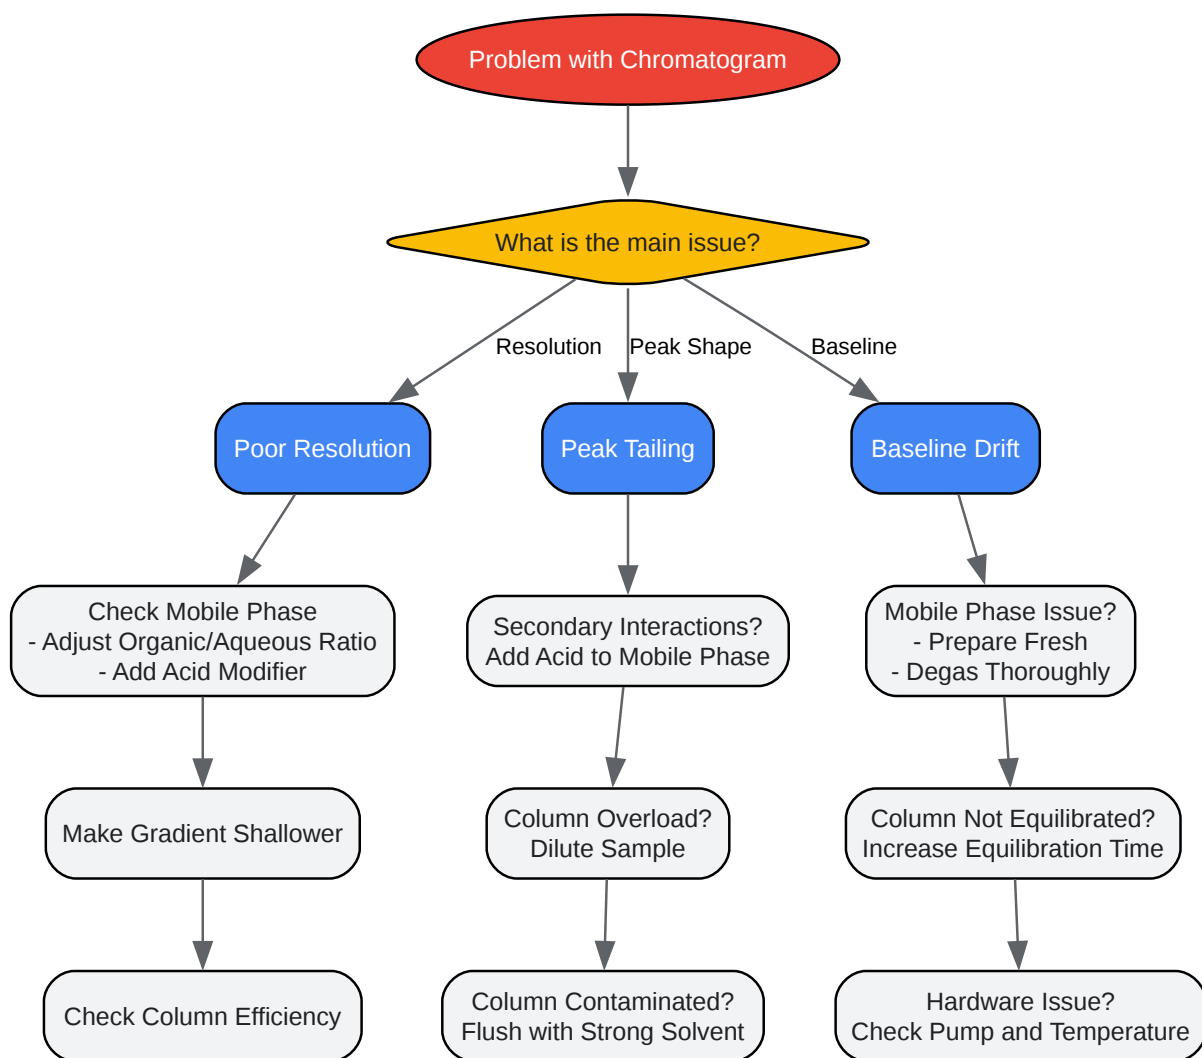 Problem with Chromatogram
What is the main issue?
Resolution
Peak Shape
Baseline
Poor Resolution
Peak Tailing
Baseline Drift
Check Mobile Phase
- Adjust Organic/Aqueous Ratio
- Add Acid Modifier
Secondary Interactions?
Add Acid to Mobile Phase
Mobile Phase Issue?
- Prepare Fresh
- Degas Thoroughly
Make Gradient Shallower
Column Overload?
Dilute Sample
Column Not Equilibrated?
Increase Equilibration Time
Check Column Efficiency
Column Contaminated?
Flush with Strong Solvent
Hardware Issue?
Check Pump and Temperature